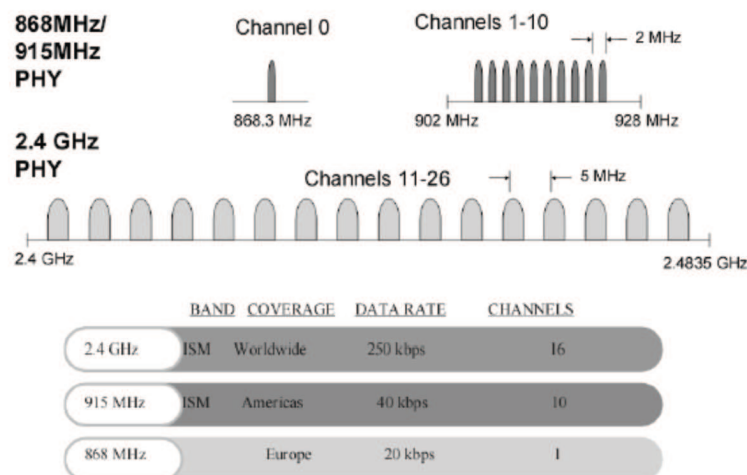 868MHz/
915MHz
PHY
Channel 0
Channels 1-10
2 MHz
868.3 MHz
902 MHz
928 MHz
2.4 GHz
PHY
Channels 11-26
5 MHz
2.4 GHz
2.4835 GHz
BAND COVERAGE DATA RATE CHANNELS
2.4 GHz ISM Worldwide 250 kbps 16
915 MHz ISM Americas 40 kbps 10
868 MHz Europe 20 kbps 1